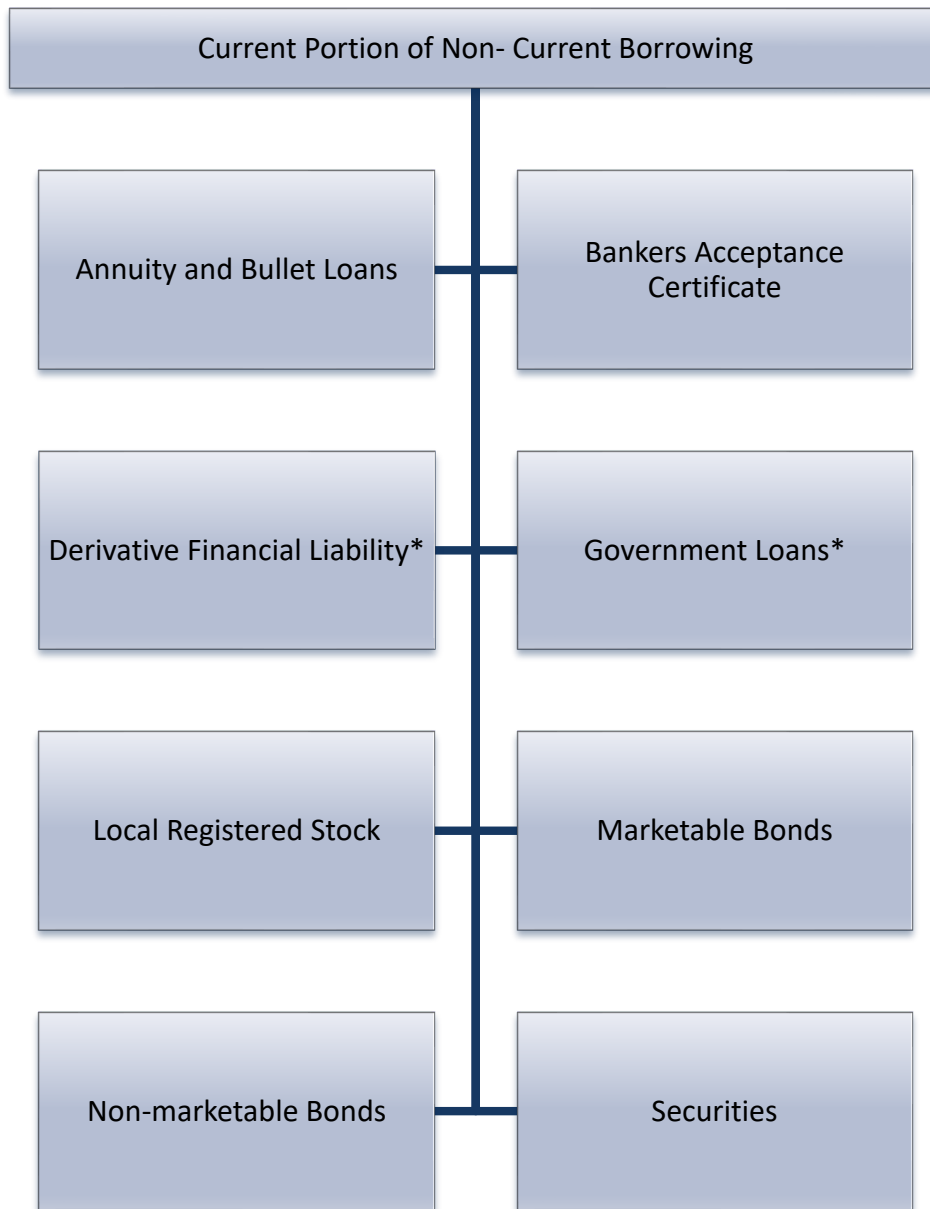 Current Portion of Non- Current Borrowing
Annuity and Bullet Loans
Bankers Acceptance
Certificate
Derivative Financial Liability*
Government Loans*
Local Registered Stock
Marketable Bonds
Non-marketable Bonds
Securities